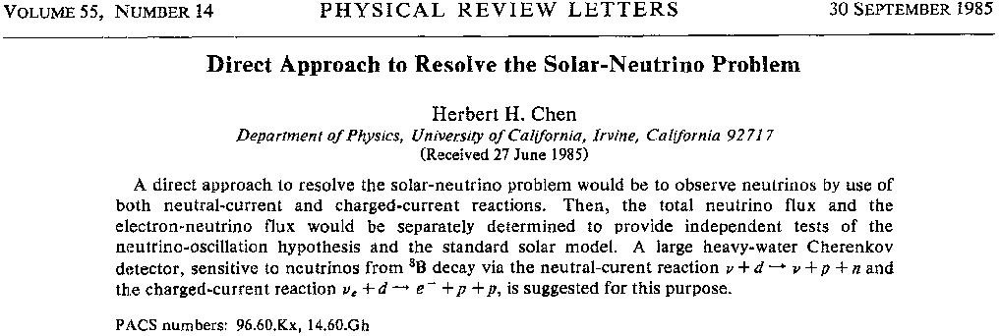 VOLUME 55, NUMBER 14 PHYSICAL REVIEW LETTERS 30 SEPTEMBER 1985
Direct Approach to Resolve the Solar-Neutrino Problem
Herbert H. Chen
Department of Physics, University of California, Irvine, California 92717
(Received 27 June 1985)
A direct approach to resolve the solar-neutrino problem would be to observe neutrinos by use of
both neutral-current and charged-current reactions. Then, the total neutrino flux and the
electron-neutrino flux would be separately determined to provide independent tests of the
neutrino-oscillation hypothesis and the standard solar model. A large heavy-water Cherenkov
detector, sensitive to neutrinos from ⁸B decay via the neutral-curent reaction ν + d → ν + p + n and
the charged-current reaction νₑ + d → e⁻ + p + p, is suggested for this purpose.
PACS numbers: 96.60.Kx, 14.60.Gh